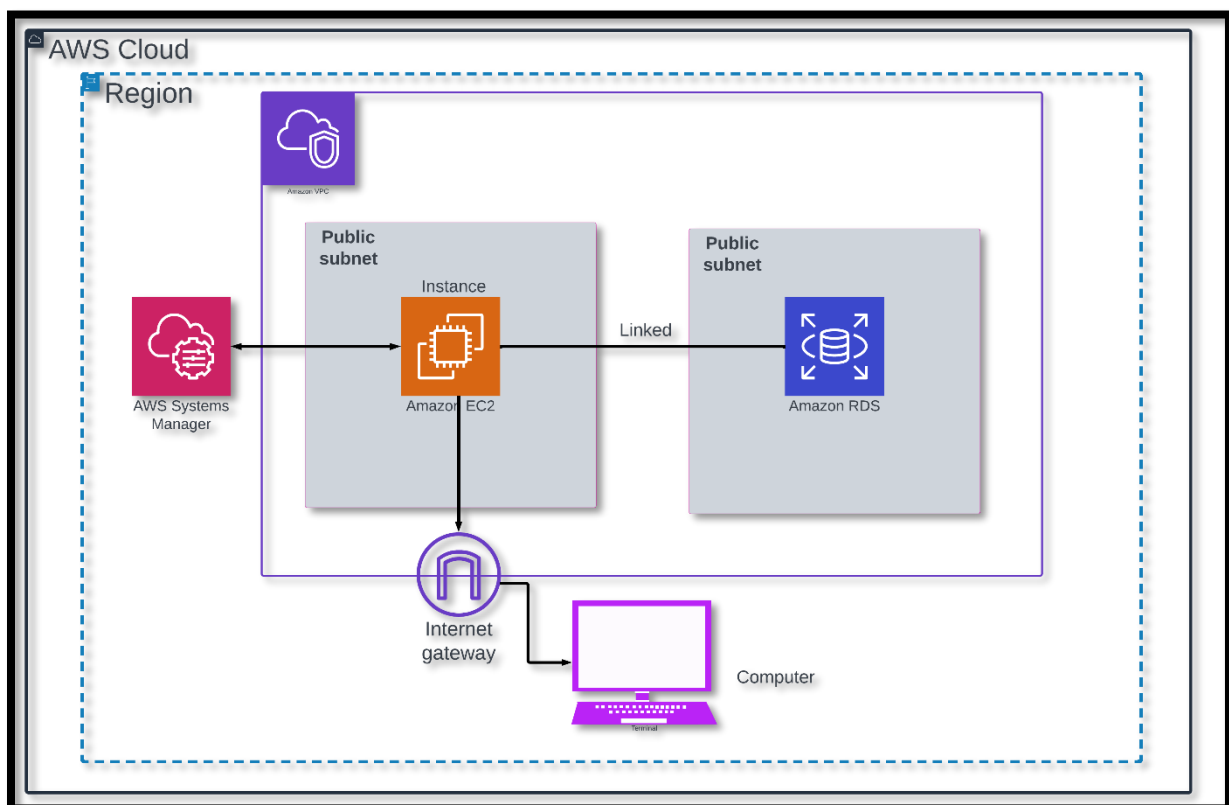 AWS Cloud
Region
Amazon VPC
Public
subnet
Public
subnet
Instance
Linked
AWS Systems
Manager
Amazon EC2
Amazon RDS
Internet
gateway
Computer
Terminal